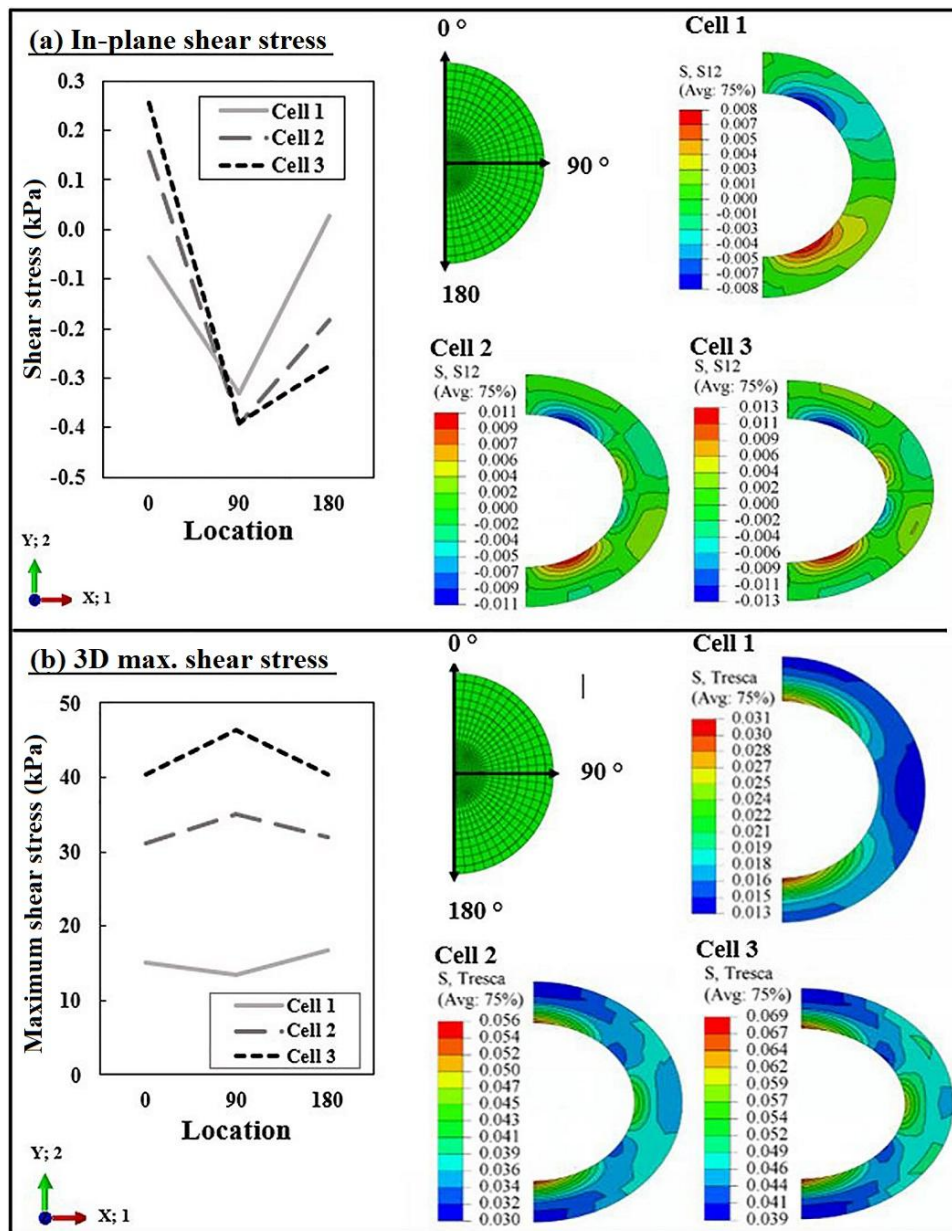 (a) In-plane shear stress
0.3
0.2
0.1
0.0
-0.1
-0.2
-0.3
-0.4
-0.5
Shear stress (kPa)
Cell 1
Cell 2
Cell 3
0 90 180
Location
Y; 2
X; 1
0 °
90 °
180
Cell 1
S, S12
(Avg: 75%)
0.008
0.007
0.005
0.004
0.003
0.001
0.000
-0.001
-0.003
-0.004
-0.005
-0.007
-0.008
Cell 2
S, S12
(Avg: 75%)
0.011
0.009
0.007
0.006
0.004
0.002
0.000
-0.002
-0.004
-0.005
-0.007
-0.009
-0.011
Cell 3
S, S12
(Avg: 75%)
0.013
0.011
0.009
0.006
0.004
0.002
0.000
-0.002
-0.004
-0.006
-0.009
-0.011
-0.013
(b) 3D max. shear stress
50
40
30
20
10
0
Maximum shear stress (kPa)
Cell 1
Cell 2
Cell 3
0 90 180
Location
Y; 2
X; 1
0 °
90 °
180 °
Cell 1
S, Tresca
(Avg: 75%)
0.031
0.030
0.028
0.027
0.025
0.024
0.022
0.021
0.019
0.018
0.016
0.015
0.013
Cell 2
S, Tresca
(Avg: 75%)
0.056
0.054
0.052
0.050
0.047
0.045
0.043
0.041
0.039
0.036
0.034
0.032
0.030
Cell 3
S, Tresca
(Avg: 75%)
0.069
0.067
0.064
0.062
0.059
0.057
0.054
0.052
0.049
0.046
0.044
0.041
0.039